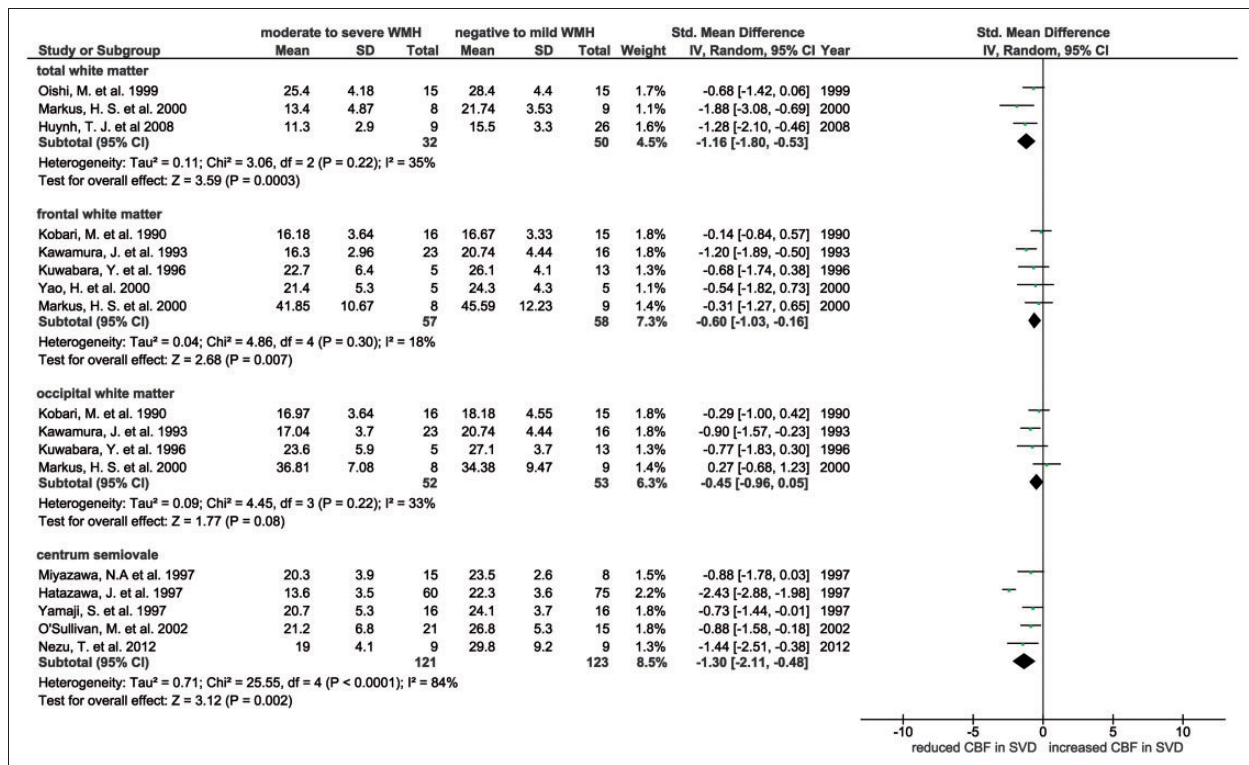 moderate to severe WMH negative to mild WMH Std. Mean Difference Std. Mean Difference
Study or Subgroup Mean SD Total Mean SD Total Weight IV, Random, 95% CI Year IV, Random, 95% CI
total white matter
Oishi, M. et al. 1999 25.4 4.18 15 28.4 4.4 15 1.7% -0.68 [-1.42, 0.06] 1999
Markus, H. S. et al. 2000 13.4 4.87 8 21.74 3.53 9 1.1% -1.88 [-3.08, -0.69] 2000
Huynh, T. J. et al 2008 11.3 2.9 9 15.5 3.3 26 1.6% -1.28 [-2.10, -0.46] 2008
Subtotal (95% CI) 32 50 4.5% -1.16 [-1.80, -0.53]
Heterogeneity: Tau² = 0.11; Chi² = 3.06, df = 2 (P = 0.22); I² = 35%
Test for overall effect: Z = 3.59 (P = 0.0003)
frontal white matter
Kobari, M. et al. 1990 16.18 3.64 16 16.67 3.33 15 1.8% -0.14 [-0.84, 0.57] 1990
Kawamura, J. et al. 1993 16.3 2.96 23 20.74 4.44 16 1.8% -1.20 [-1.89, -0.50] 1993
Kuwabara, Y. et al. 1996 22.7 6.4 5 26.1 4.1 13 1.3% -0.68 [-1.74, 0.38] 1996
Yao, H. et al. 2000 21.4 5.3 5 24.3 4.3 5 1.1% -0.54 [-1.82, 0.73] 2000
Markus, H. S. et al. 2000 41.85 10.67 8 45.59 12.23 9 1.4% -0.31 [-1.27, 0.65] 2000
Subtotal (95% CI) 57 58 7.3% -0.60 [-1.03, -0.16]
Heterogeneity: Tau² = 0.04; Chi² = 4.86, df = 4 (P = 0.30); I² = 18%
Test for overall effect: Z = 2.68 (P = 0.007)
occipital white matter
Kobari, M. et al. 1990 16.97 3.64 16 18.18 4.55 15 1.8% -0.29 [-1.00, 0.42] 1990
Kawamura, J. et al. 1993 17.04 3.7 23 20.74 4.44 16 1.8% -0.90 [-1.57, -0.23] 1993
Kuwabara, Y. et al. 1996 23.6 5.9 5 27.1 3.7 13 1.3% -0.77 [-1.83, 0.30] 1996
Markus, H. S. et al. 2000 36.81 7.08 8 34.38 9.47 9 1.4% 0.27 [-0.68, 1.23] 2000
Subtotal (95% CI) 52 53 6.3% -0.45 [-0.96, 0.05]
Heterogeneity: Tau² = 0.09; Chi² = 4.45, df = 3 (P = 0.22); I² = 33%
Test for overall effect: Z = 1.77 (P = 0.08)
centrum semiovale
Miyazawa, N.A et al. 1997 20.3 3.9 15 23.5 2.6 8 1.5% -0.88 [-1.78, 0.03] 1997
Hatazawa, J. et al. 1997 13.6 3.5 60 22.3 3.6 75 2.2% -2.43 [-2.88, -1.98] 1997
Yamaji, S. et al. 1997 20.7 5.3 16 24.1 3.7 16 1.8% -0.73 [-1.44, -0.01] 1997
O'Sullivan, M. et al. 2002 21.2 6.8 21 26.8 5.3 15 1.8% -0.88 [-1.58, -0.18] 2002
Nezu, T. et al. 2012 19 4.1 9 29.8 9.2 9 1.3% -1.44 [-2.51, -0.38] 2012
Subtotal (95% CI) 121 123 8.5% -1.30 [-2.11, -0.48]
Heterogeneity: Tau² = 0.71; Chi² = 25.55, df = 4 (P < 0.0001); I² = 84%
Test for overall effect: Z = 3.12 (P = 0.002)
-10 -5 0 5 10
reduced CBF in SVD increased CBF in SVD